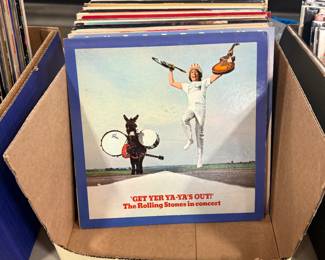 'GET YER YA-YA'S OUT!'
The Rolling Stones in concert